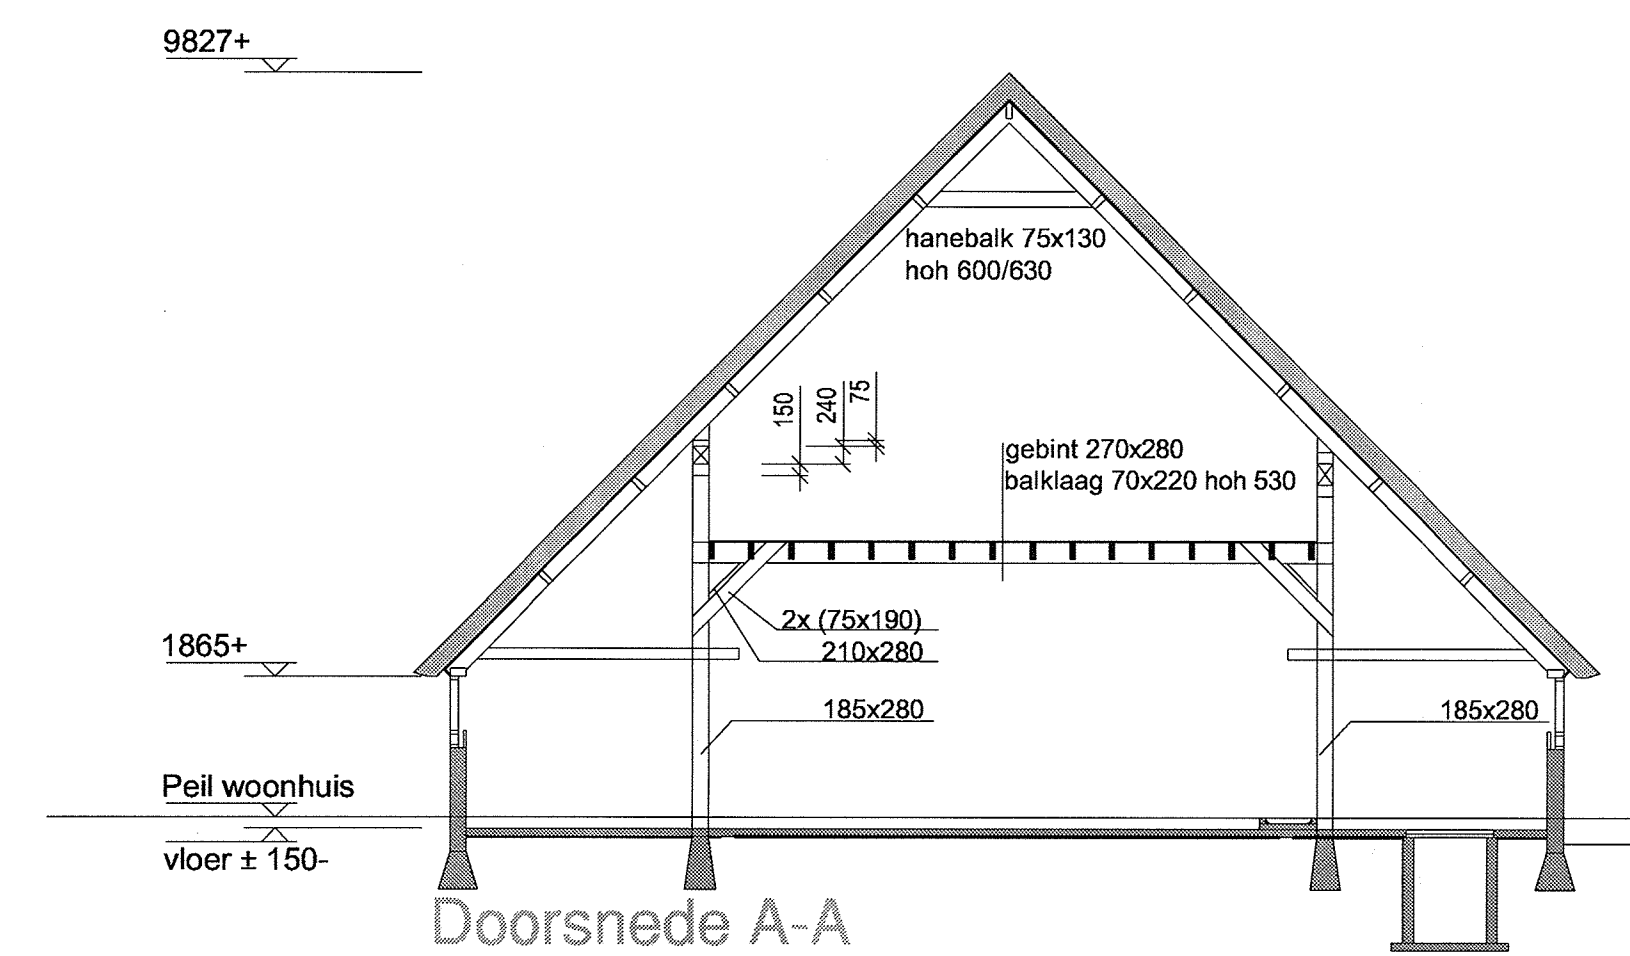 9827+
hanebalk 75x130
hoh 600/630
150
240
75
gebint 270x280
balklaag 70x220 hoh 530
2x (75x190)
1865+
210x280
185x280
185x280
Peil woonhuis
vloer ± 150-
Doorsnede A-A